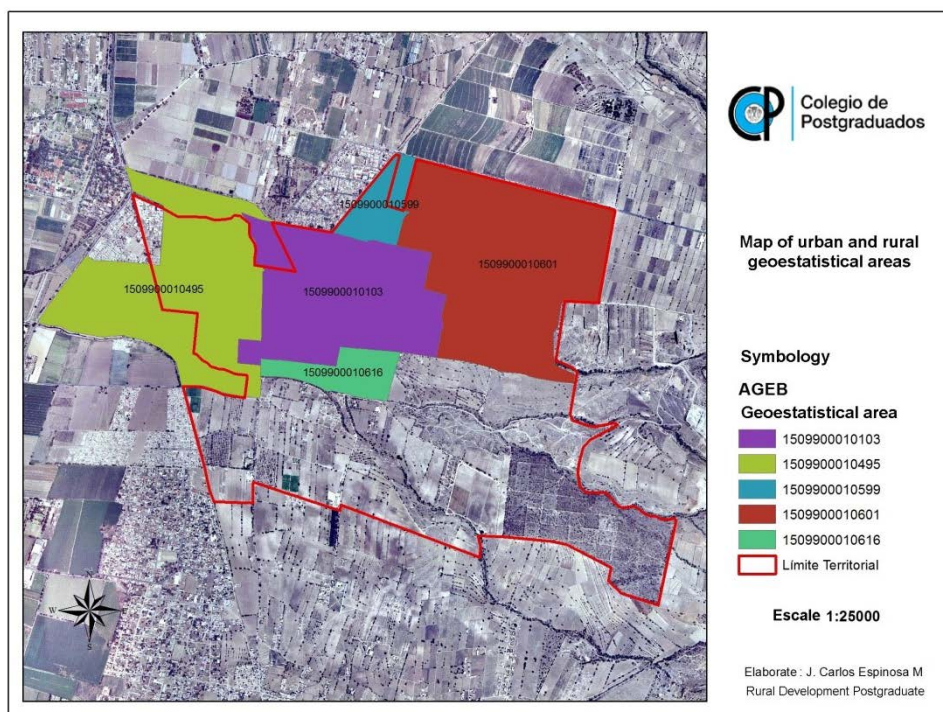 1509900010599
1509900010601
1509900010495
1509900010103
1509900010616
W
S
CP
Colegio de
Postgraduados
Map of urban and rural
geoestatistical areas
Symbology
AGEB
Geoestatistical area
1509900010103
1509900010495
1509900010599
1509900010601
1509900010616
Límite Territorial
Escale 1:25000
Elaborate : J. Carlos Espinosa M
Rural Development Postgraduate